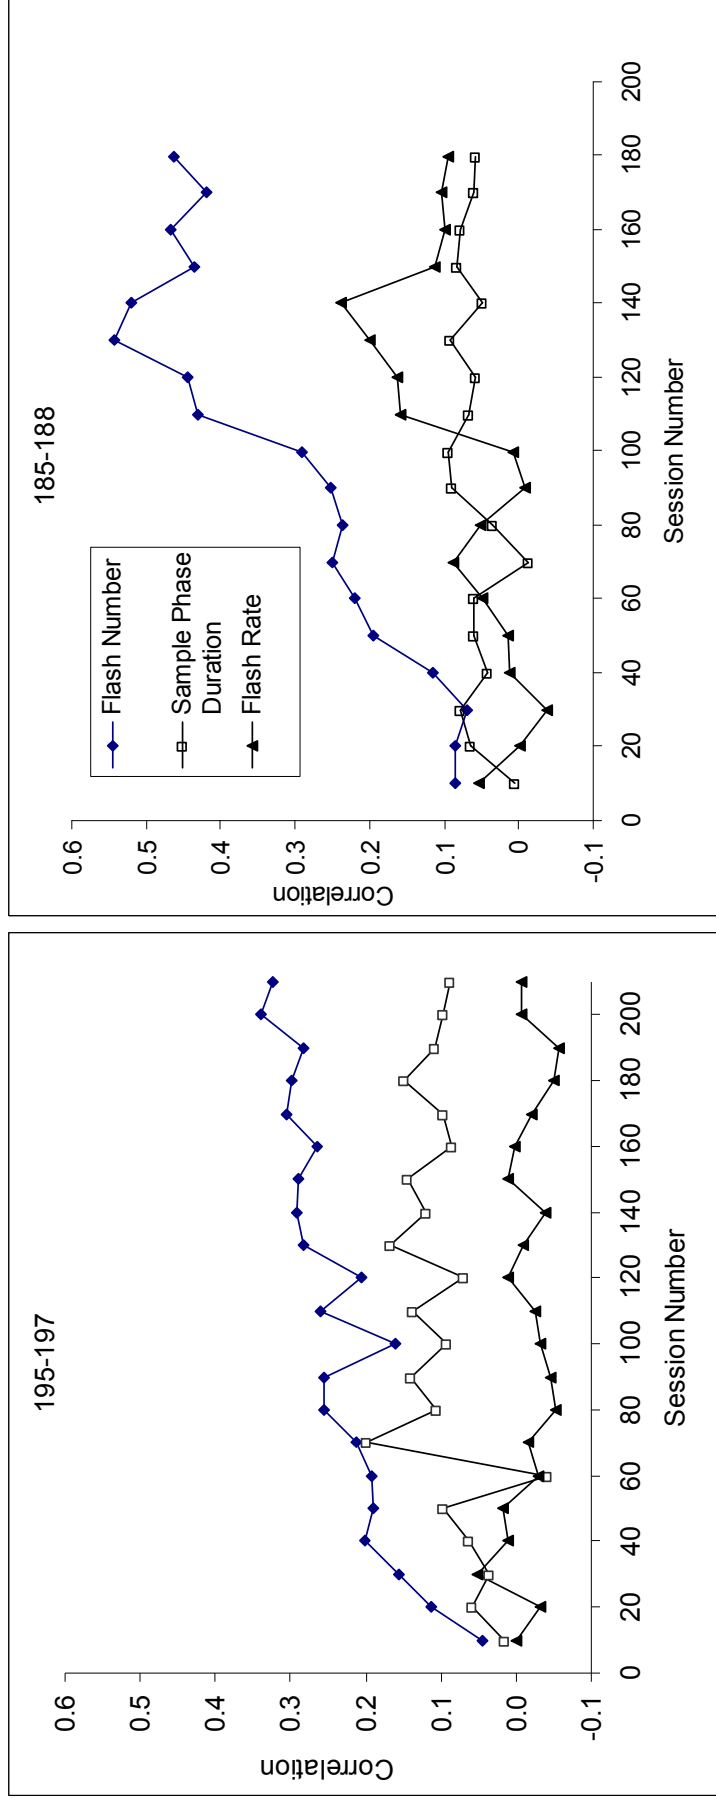 195-197
0.6
0.5
0.4
0.3
0.2
0.1
0.0
-0.1
Correlation
0 20 40 60 80 100 120 140 160 180 200
Session Number
185-188
Flash Number
Sample Phase
Duration
Flash Rate
0.6
0.5
0.4
0.3
0.2
0.1
0
-0.1
Correlation
0 20 40 60 80 100 120 140 160 180 200
Session Number